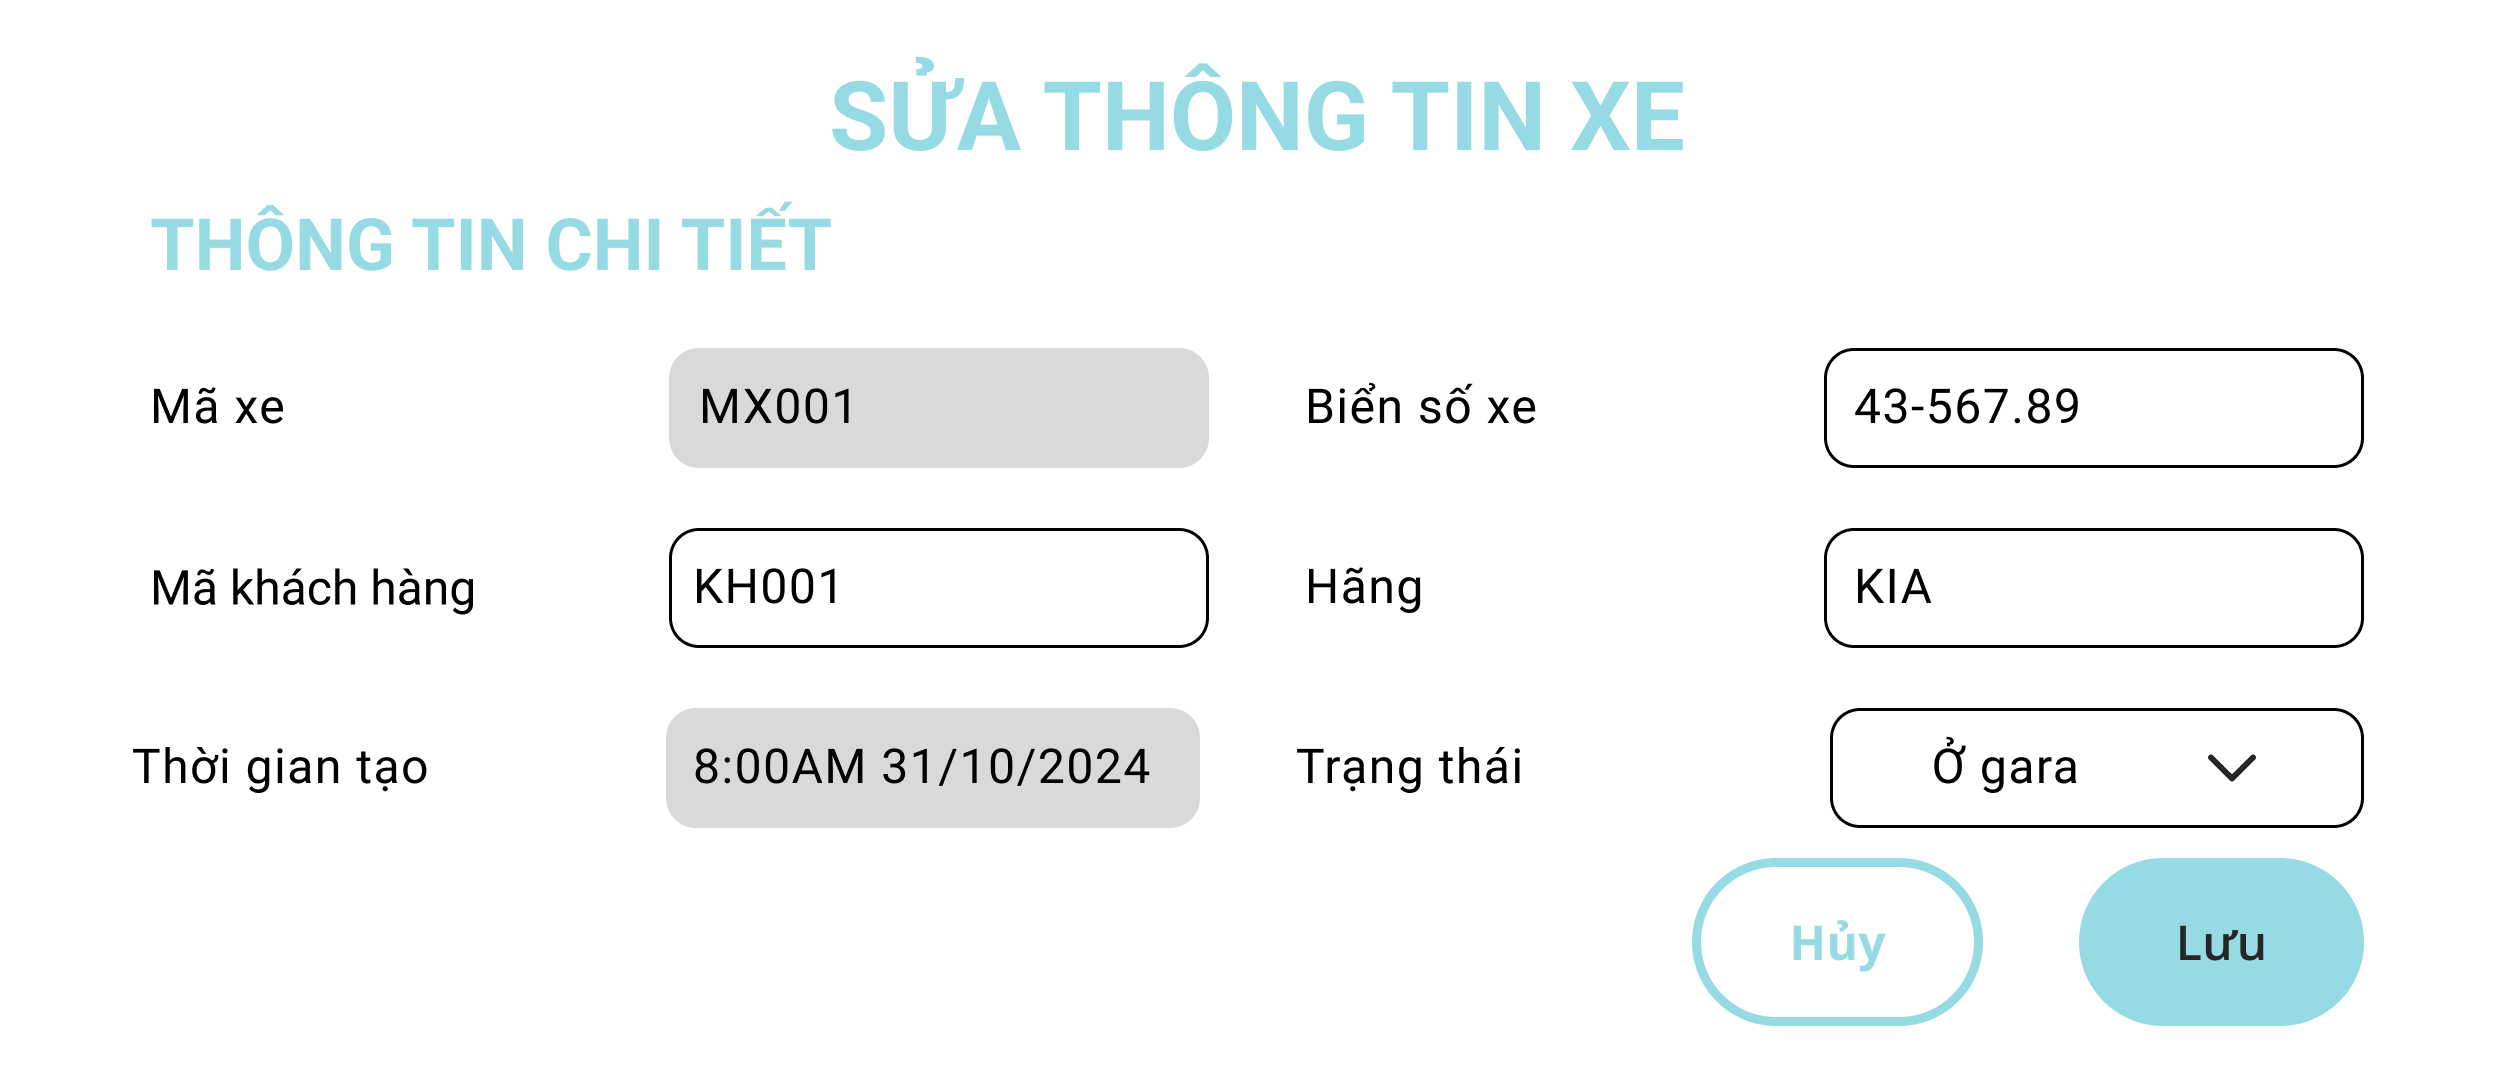 SỬA THÔNG TIN XE
THÔNG TIN CHI TIẾT
Mã xe MX001 Biển số xe 43-567.89
Mã khách hàng KH001 Hãng KIA
Thời gian tạo 8:00AM 31/10/2024 Trạng thái Ở gara
Hủy Lưu